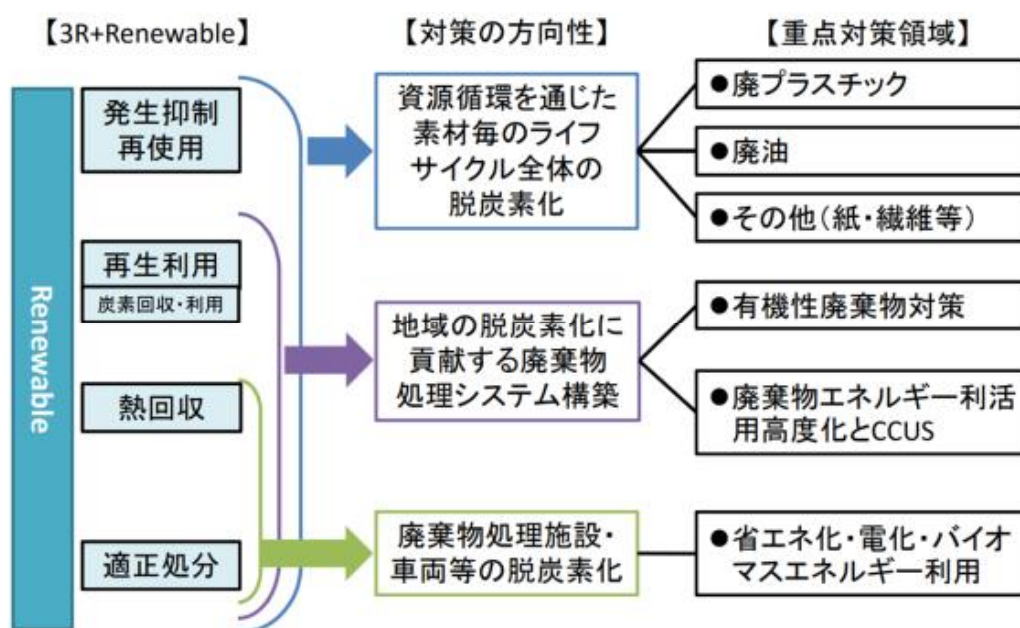 【3R+Renewable】
【対策の方向性】
【重点対策領域】
Renewable
発生抑制
再使用
再生利用
炭素回収・利用
熱回収
適正処分
資源循環を通じた
素材毎のライフ
サイクル全体の
脱炭素化
地域の脱炭素化に
貢献する廃棄物
処理システム構築
廃棄物処理施設・
車両等の脱炭素化
●廃プラスチック
●廃油
●その他（紙・繊維等）
●有機性廃棄物対策
●廃棄物エネルギー利活
用高度化とCCUS
●省エネ化・電化・バイオ
マスエネルギー利用